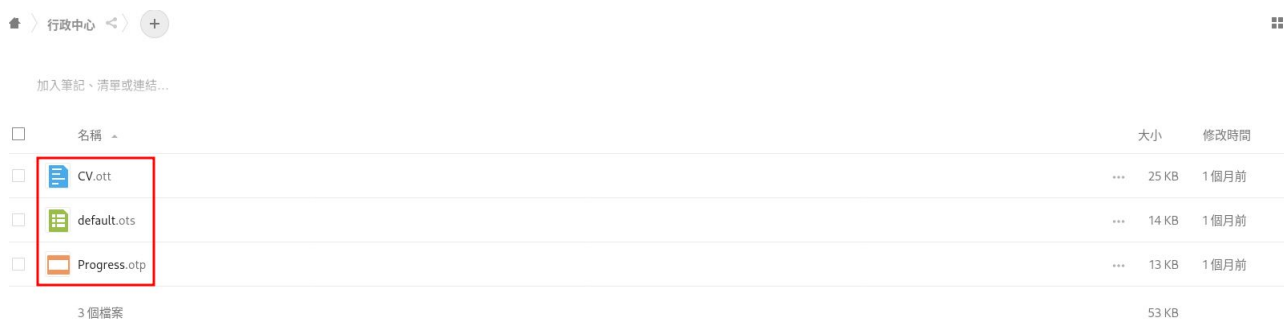 行政中心
加入筆記、清單或連結…
名稱 大小 修改時間
CV.ott 25 KB 1 個月前
default.ots 14 KB 1 個月前
Progress.otp 13 KB 1 個月前
3 個檔案 53 KB